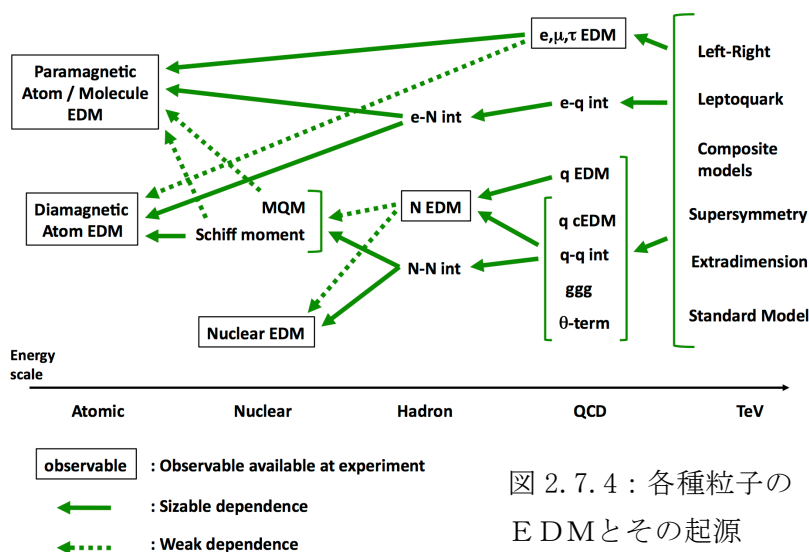 e,μ,τ EDM
Left-Right
Paramagnetic
Atom / Molecule
EDM
e-N int
e-q int
Leptoquark
Composite
models
q EDM
MQM
N EDM
Diamagnetic
Atom EDM
Schiff moment
q cEDM
Supersymmetry
q-q int
N-N int
Extradimension
ggg
Nuclear EDM
θ-term
Standard Model
Energy
scale
Atomic
Nuclear
Hadron
QCD
TeV
observable : Observable available at experiment
: Sizable dependence
: Weak dependence
図 2.7.4：各種粒子の
ＥＤＭとその起源